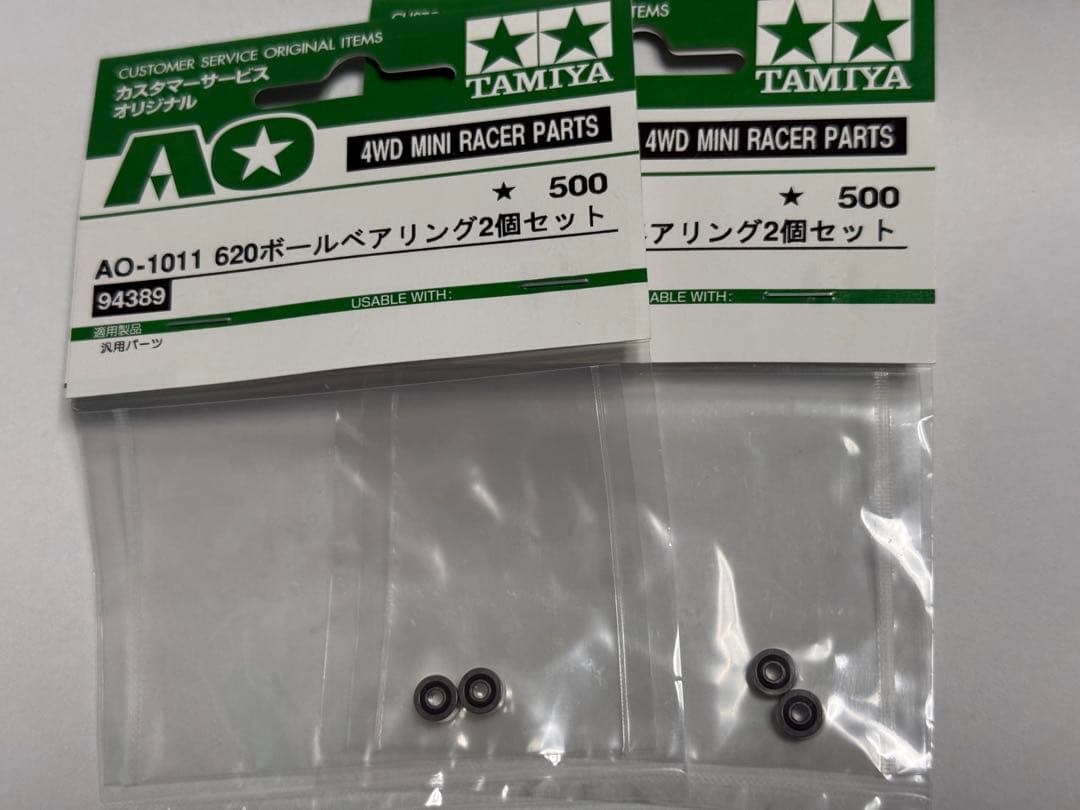 CUSTOMER SERVICE ORIGINAL ITEMS
カスタマーサービス
オリジナル
AO
TAMIYA
4WD MINI RACER PARTS
★ 500
AO-1011 620ボールベアリング2個セット
94389
USABLE WITH:
適用製品
汎用パーツ
TEMS
TAMIYA
4WD MINI RACER PARTS
★ 500
アリング2個セット
ABLE WITH: